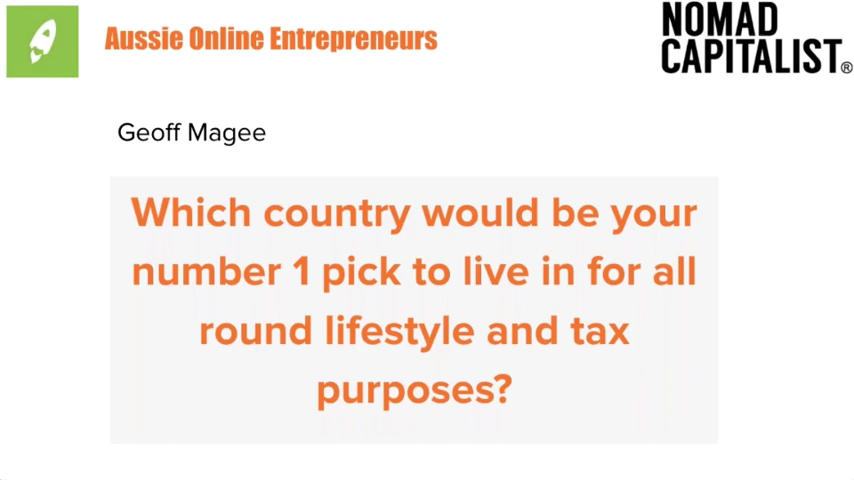 Aussie Online Entrepreneurs
NOMAD
CAPITALIST®
Geoff Magee
Which country would be your
number 1 pick to live in for all
round lifestyle and tax
purposes?